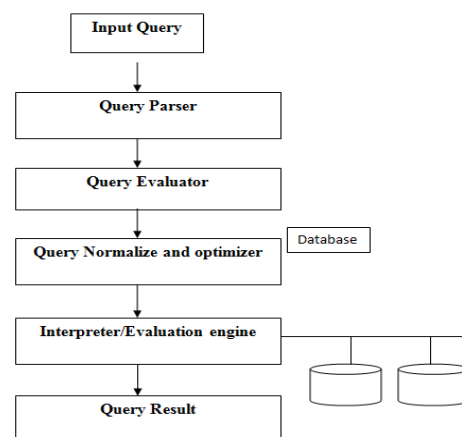 Input Query
Query Parser
Query Evaluator
Query Normalize and optimizer
Database
Interpreter/Evaluation engine
Query Result